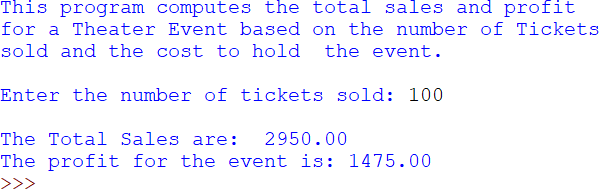 This program computes the total sales and profit
for a Theater Event based on the number of Tickets
sold and the cost to hold  the event.
Enter the number of tickets sold: 100
The Total Sales are:  2950.00
The profit for the event is: 1475.00
>>>